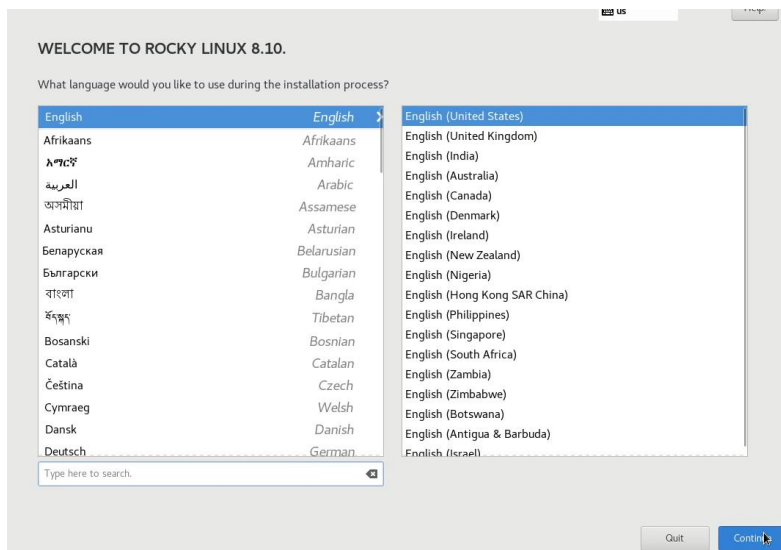 us
Help!
WELCOME TO ROCKY LINUX 8.10.
What language would you like to use during the installation process?
English English
Afrikaans Afrikaans
አማርኛ Amharic
العربية Arabic
অসমীয়া Assamese
Asturianu Asturian
Беларуская Belarusian
Български Bulgarian
বাংলা Bangla
བོད་སྐད་ Tibetan
Bosanski Bosnian
Català Catalan
Čeština Czech
Cymraeg Welsh
Dansk Danish
Deutsch German
Type here to search.
English (United States)
English (United Kingdom)
English (India)
English (Australia)
English (Canada)
English (Denmark)
English (Ireland)
English (New Zealand)
English (Nigeria)
English (Hong Kong SAR China)
English (Philippines)
English (Singapore)
English (South Africa)
English (Zambia)
English (Zimbabwe)
English (Botswana)
English (Antigua & Barbuda)
English (Israel)
Quit
Continue